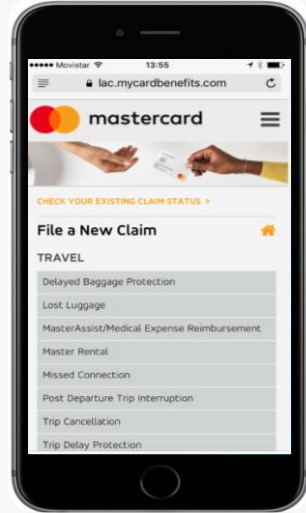 Movistar 13:55
lac.mycardbenefits.com
mastercard
CHECK YOUR EXISTING CLAIM STATUS >
File a New Claim
TRAVEL
Delayed Baggage Protection
Lost Luggage
MasterAssist/Medical Expense Reimbursement
Master Rental
Missed Connection
Post Departure Trip Interruption
Trip Cancellation
Trip Delay Protection